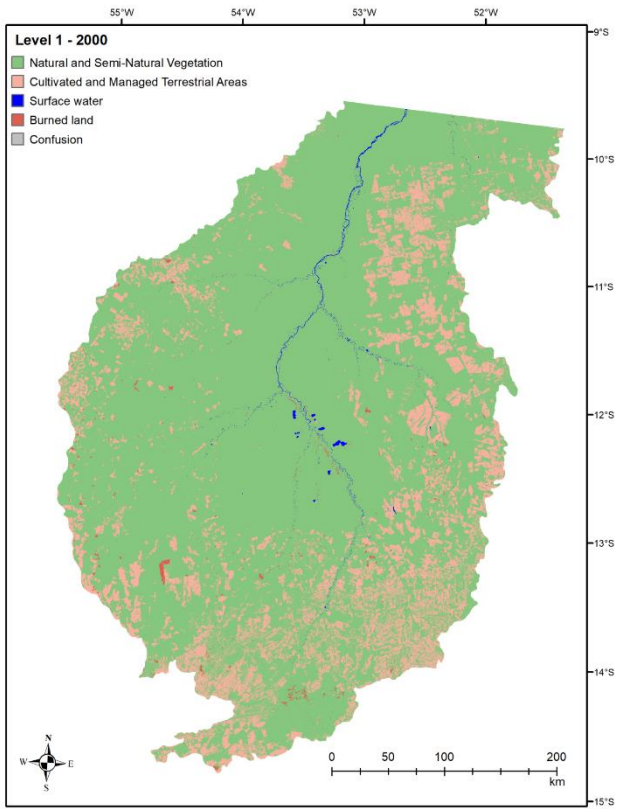 55°W 54°W 53°W 52°W
Level 1 - 2000
Natural and Semi-Natural Vegetation
Cultivated and Managed Terrestrial Areas
Surface water
Burned land
Confusion
9°S
10°S
11°S
12°S
13°S
14°S
15°S
N
W E
S
0 50 100 200
km